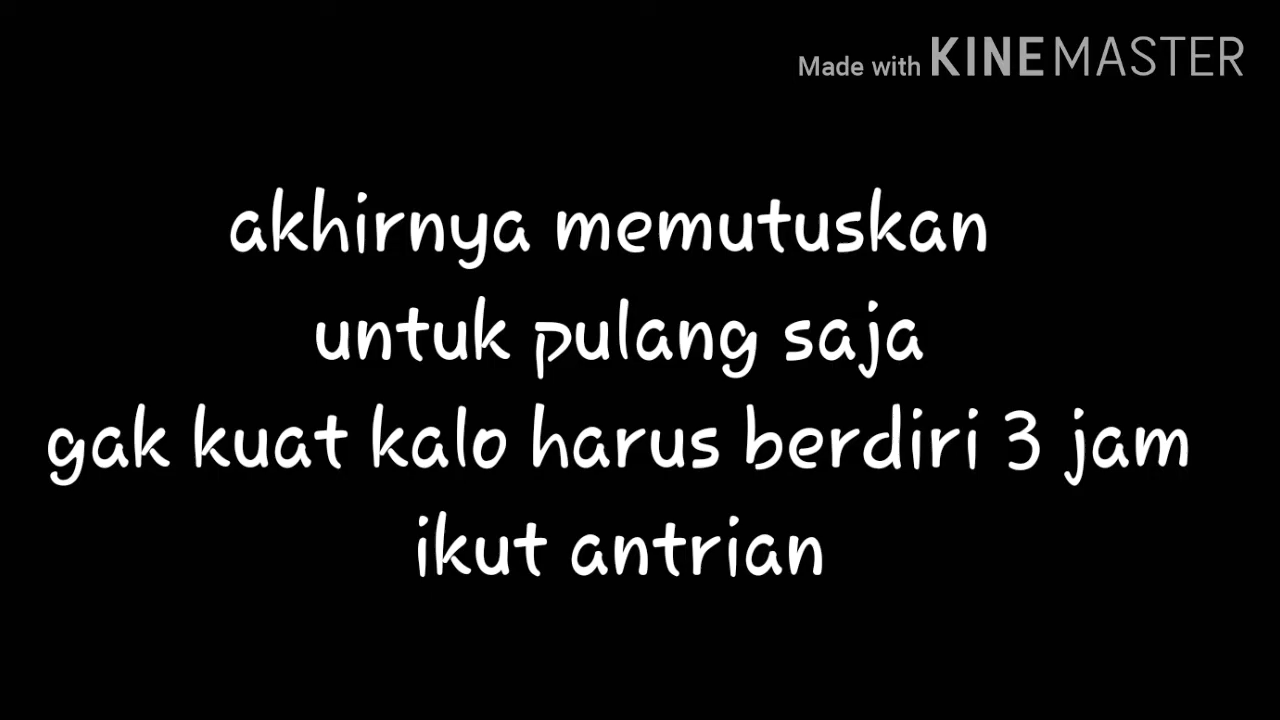 Made with KINEMASTER
akhirnya memutuskan
untuk pulang saja
gak kuat kalo harus berdiri 3 jam
ikut antrian